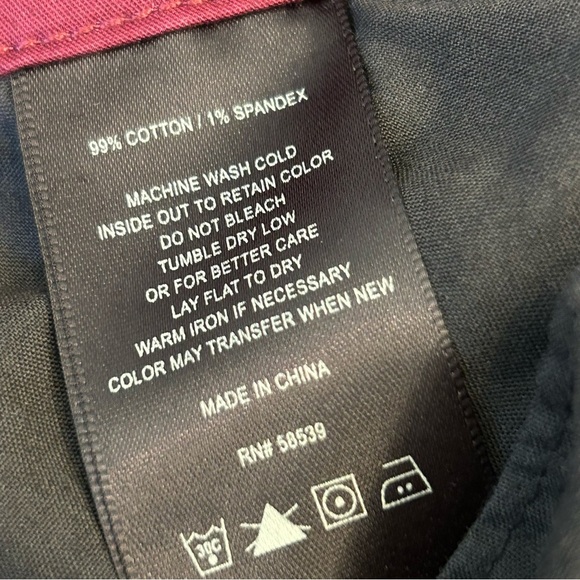 99% COTTON / 1% SPANDEX
MACHINE WASH COLD
INSIDE OUT TO RETAIN COLOR
DO NOT BLEACH
TUMBLE DRY LOW
OR FOR BETTER CARE
LAY FLAT TO DRY
WARM IRON IF NECESSARY
COLOR MAY TRANSFER WHEN NEW
MADE IN CHINA
RN# 58539
30C